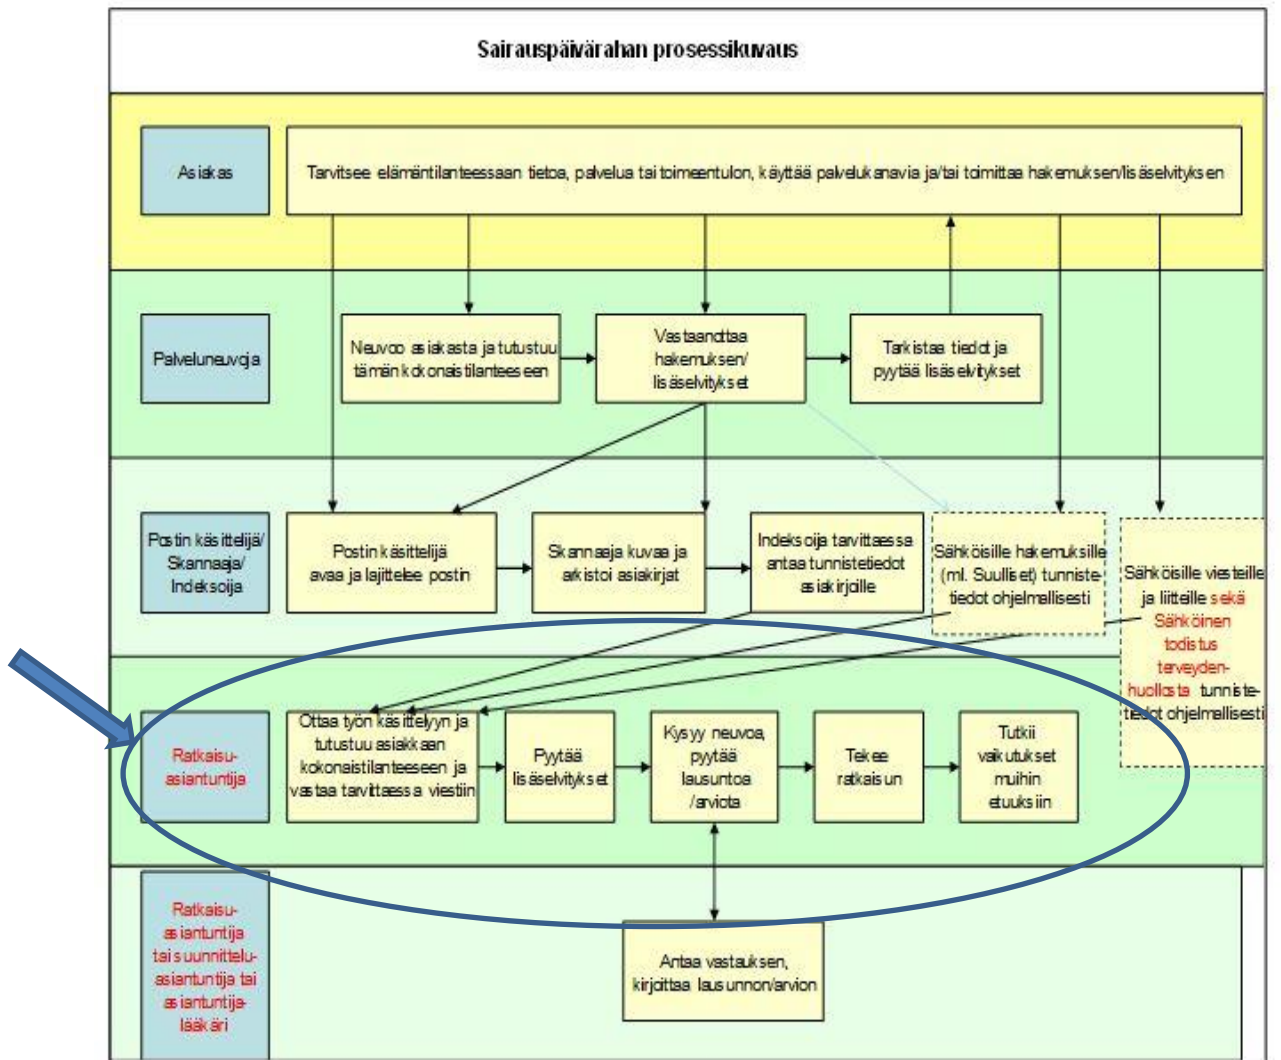 Sairauspäivärahan prosessikuvaus
Asiakas
Tarvitsee elämäntilanteessaan tietoa, palvelua tai toimeentulon, käyttää palvelukanavia ja/tai toimittaa hakemuksen/lisäselvityksen
Palveluneuvoja
Neuvoo asiakasta ja tutustuu
tämän kokonaistilanteeseen
Vastaanottaa
hakemuksen/
lisäselvitykset
Tarkistaa tiedot ja
pyytää lisäselvitykset
Postin käsittelijä/
Skannaaja/
Indeksoija
Postin käsittelijä
avaa ja lajittelee postin
Skannaaja kuvaa ja
arkistoi asiakirjat
Indeksoija tarvittaessa
antaa tunnistetiedot
asiakirjoille
Sähköisille hakemuksille
(ml. Suulliset) tunniste-
tiedot ohjelmallisesti
Sähköisille viesteille
ja liitteille sekä
Sähköinen
todistus
terveyden-
huollosta tunniste-
tiedot ohjelmallisesti
Ratkaisu-
asiantuntija
Ottaa työn käsittelyyn ja
tutustuu asiakkaan
kokonaistilanteeseen ja
vastaa tarvittaessa viestiin
Pyytää
lisäselvitykset
Kysyy neuvoa,
pyytää
lausuntoa
/arviota
Tekee
ratkaisun
Tutkii
vaikutukset
muihin
etuuksiin
Ratkaisu-
asiantuntija
tai suunnittelu-
asiantuntija tai
asiantuntija-
lääkäri
Antaa vastauksen,
kirjoittaa lausunnon/arvion